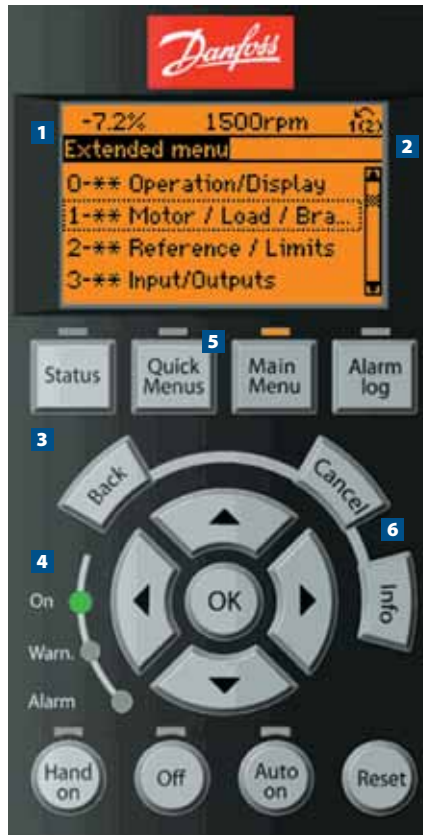 Danfoss
-7.2% 1500rpm 1(2)
1
Extended menu
2
0-** Operation/Display
1-** Motor / Load / Bra...
2-** Reference / Limits
3-** Input/Outputs
5
Status
Quick
Menus
Main
Menu
Alarm
log
3
Back
Cancel
6
4
On
OK
Info
Warn.
Alarm
Hand
on
Off
Auto
on
Reset